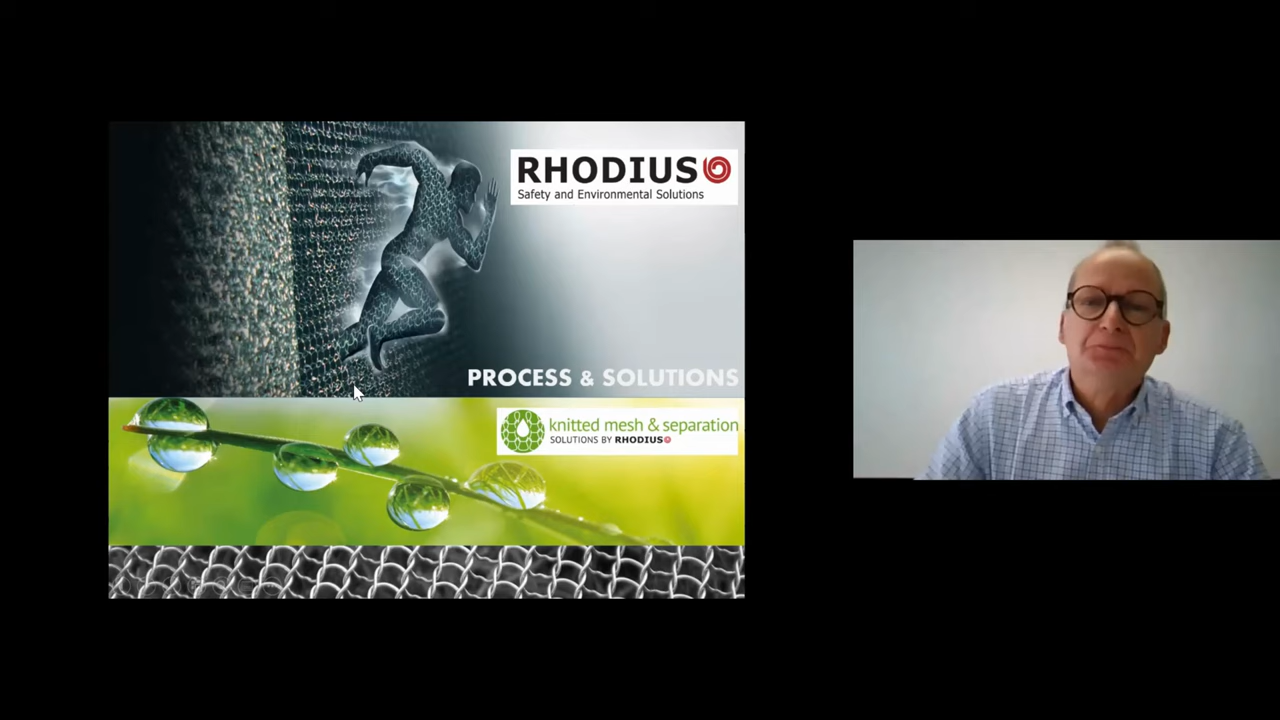 RHODIUS
Safety and Environmental Solutions
PROCESS & SOLUTIONS
knitted mesh & separation
SOLUTIONS BY RHODIUS